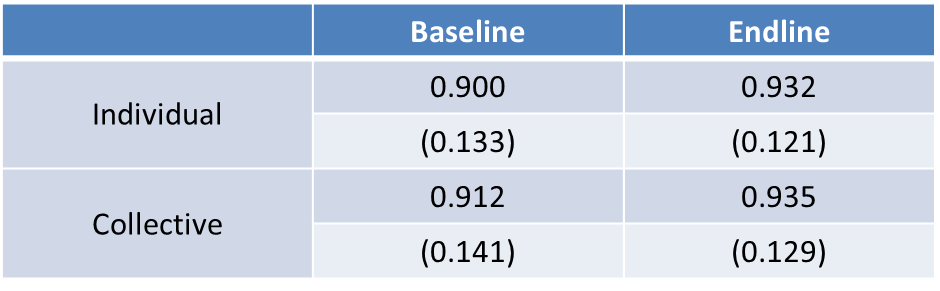 Baseline Endline
Individual 0.900 0.932
(0.133) (0.121)
Collective 0.912 0.935
(0.141) (0.129)